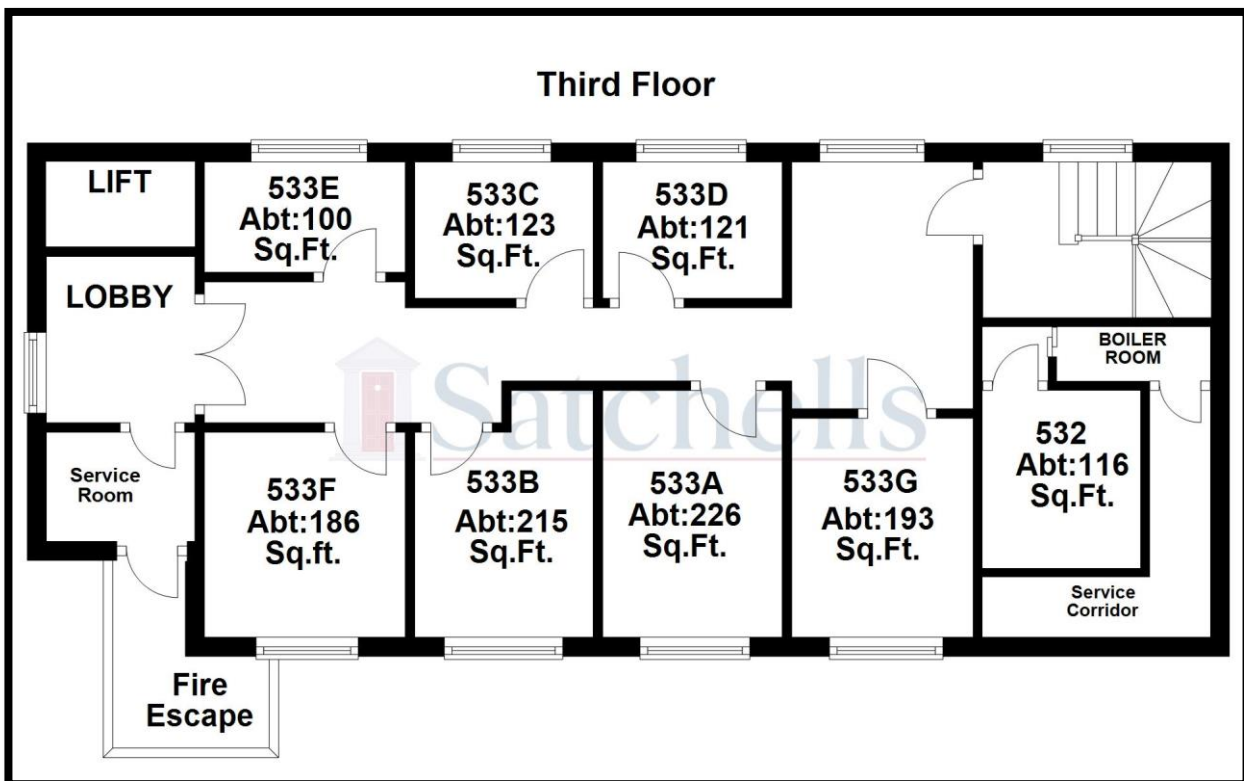 Third Floor
LIFT
533E
Abt:100
Sq.Ft.
533C
Abt:123
Sq.Ft.
533D
Abt:121
Sq.Ft.
LOBBY
BOILER
ROOM
Satchells
Service
Room
533F
Abt:186
Sq.ft.
533B
Abt:215
Sq.Ft.
533A
Abt:226
Sq.Ft.
533G
Abt:193
Sq.Ft.
532
Abt:116
Sq.Ft.
Service
Corridor
Fire
Escape